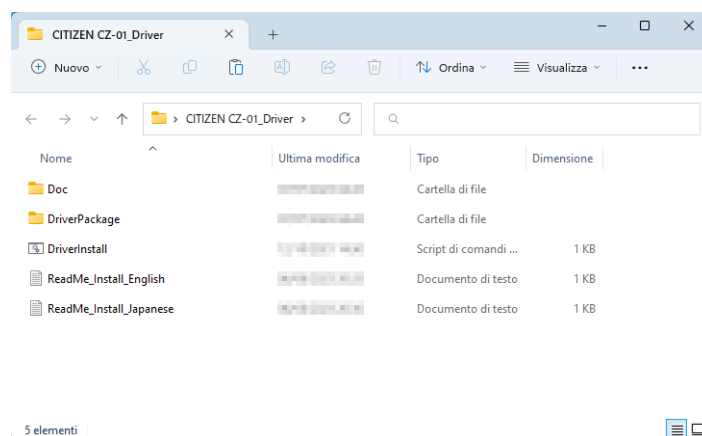 CITIZEN CZ-01_Driver
Nuovo
Ordina
Visualizza
CITIZEN CZ-01_Driver
Nome
Ultima modifica
Tipo
Dimensione
Doc
Cartella di file
DriverPackage
Cartella di file
DriverInstall
Script di comandi ...
1 KB
ReadMe_Install_English
Documento di testo
1 KB
ReadMe_Install_Japanese
Documento di testo
1 KB
5 elementi